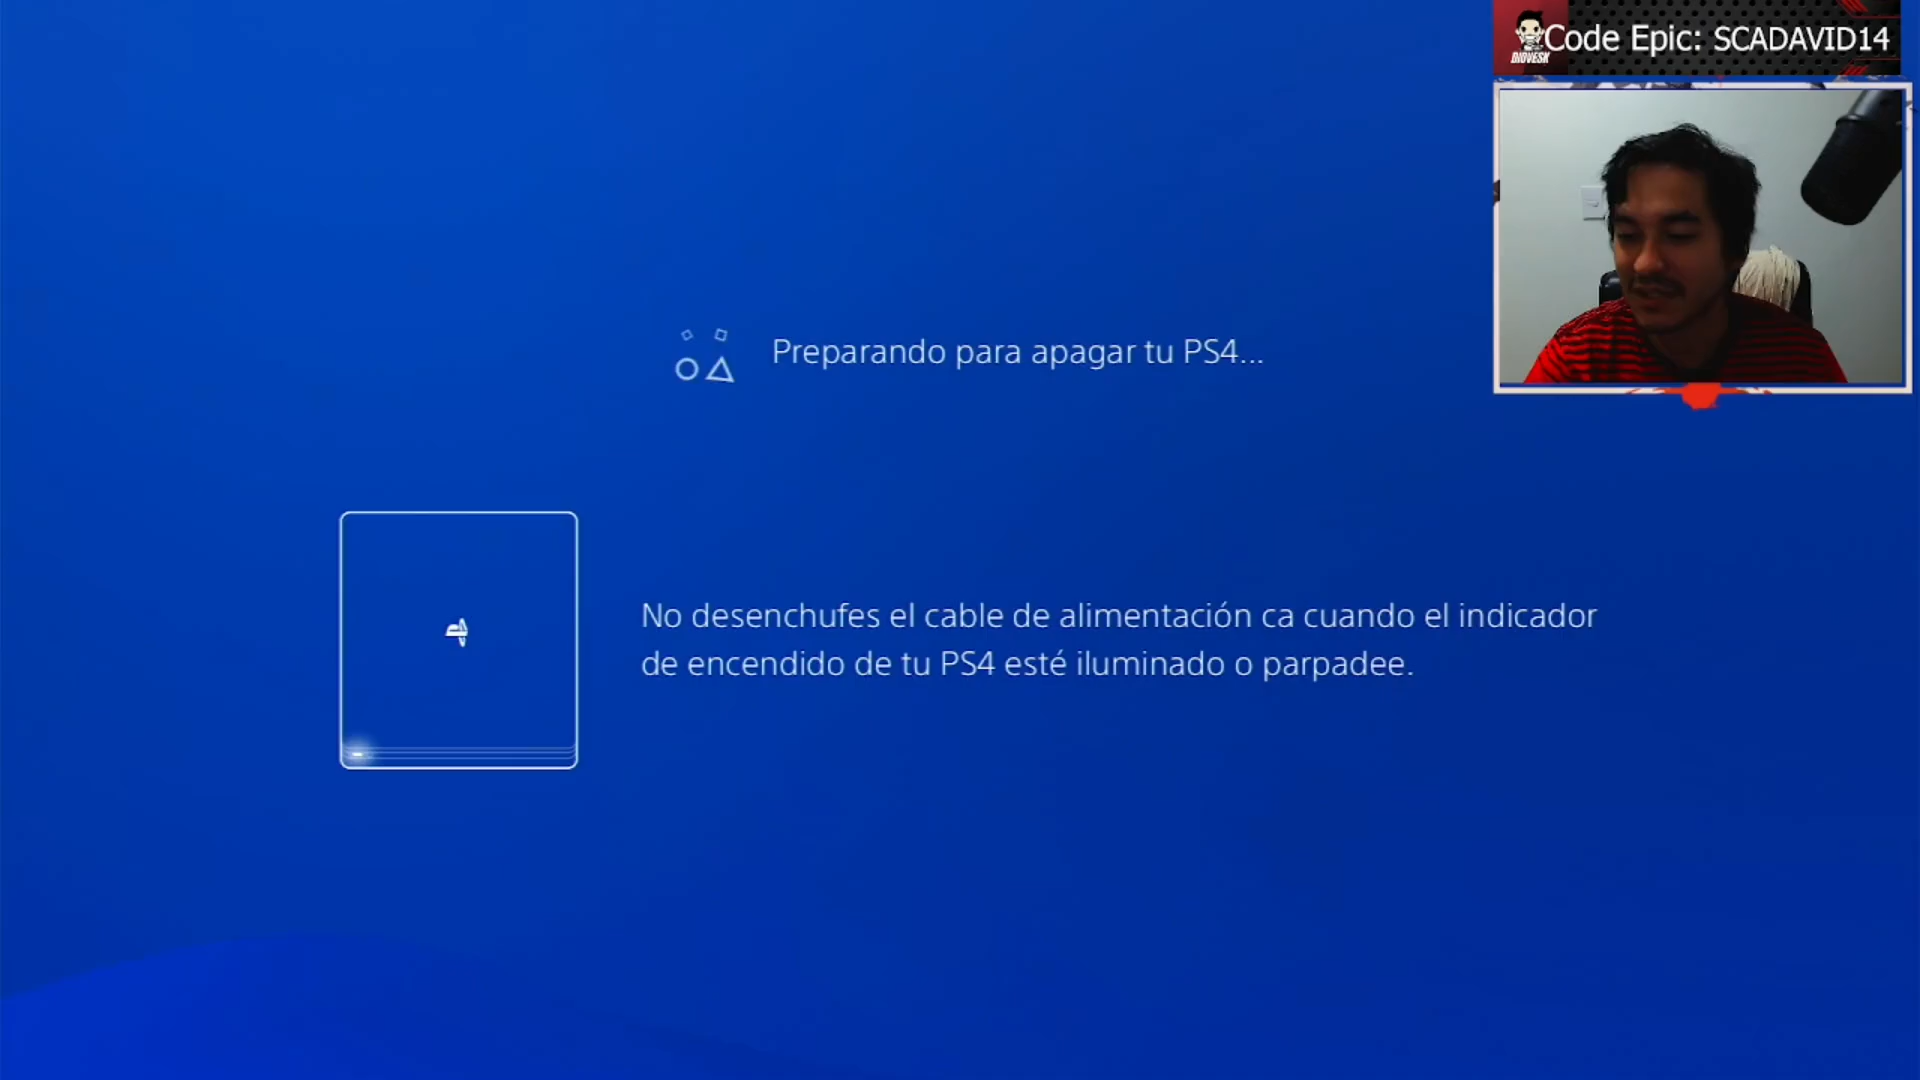 Code Epic: SCADAVID14
DIOVESK
Preparando para apagar tu PS4...
No desenchufes el cable de alimentación ca cuando el indicador
de encendido de tu PS4 esté iluminado o parpadee.